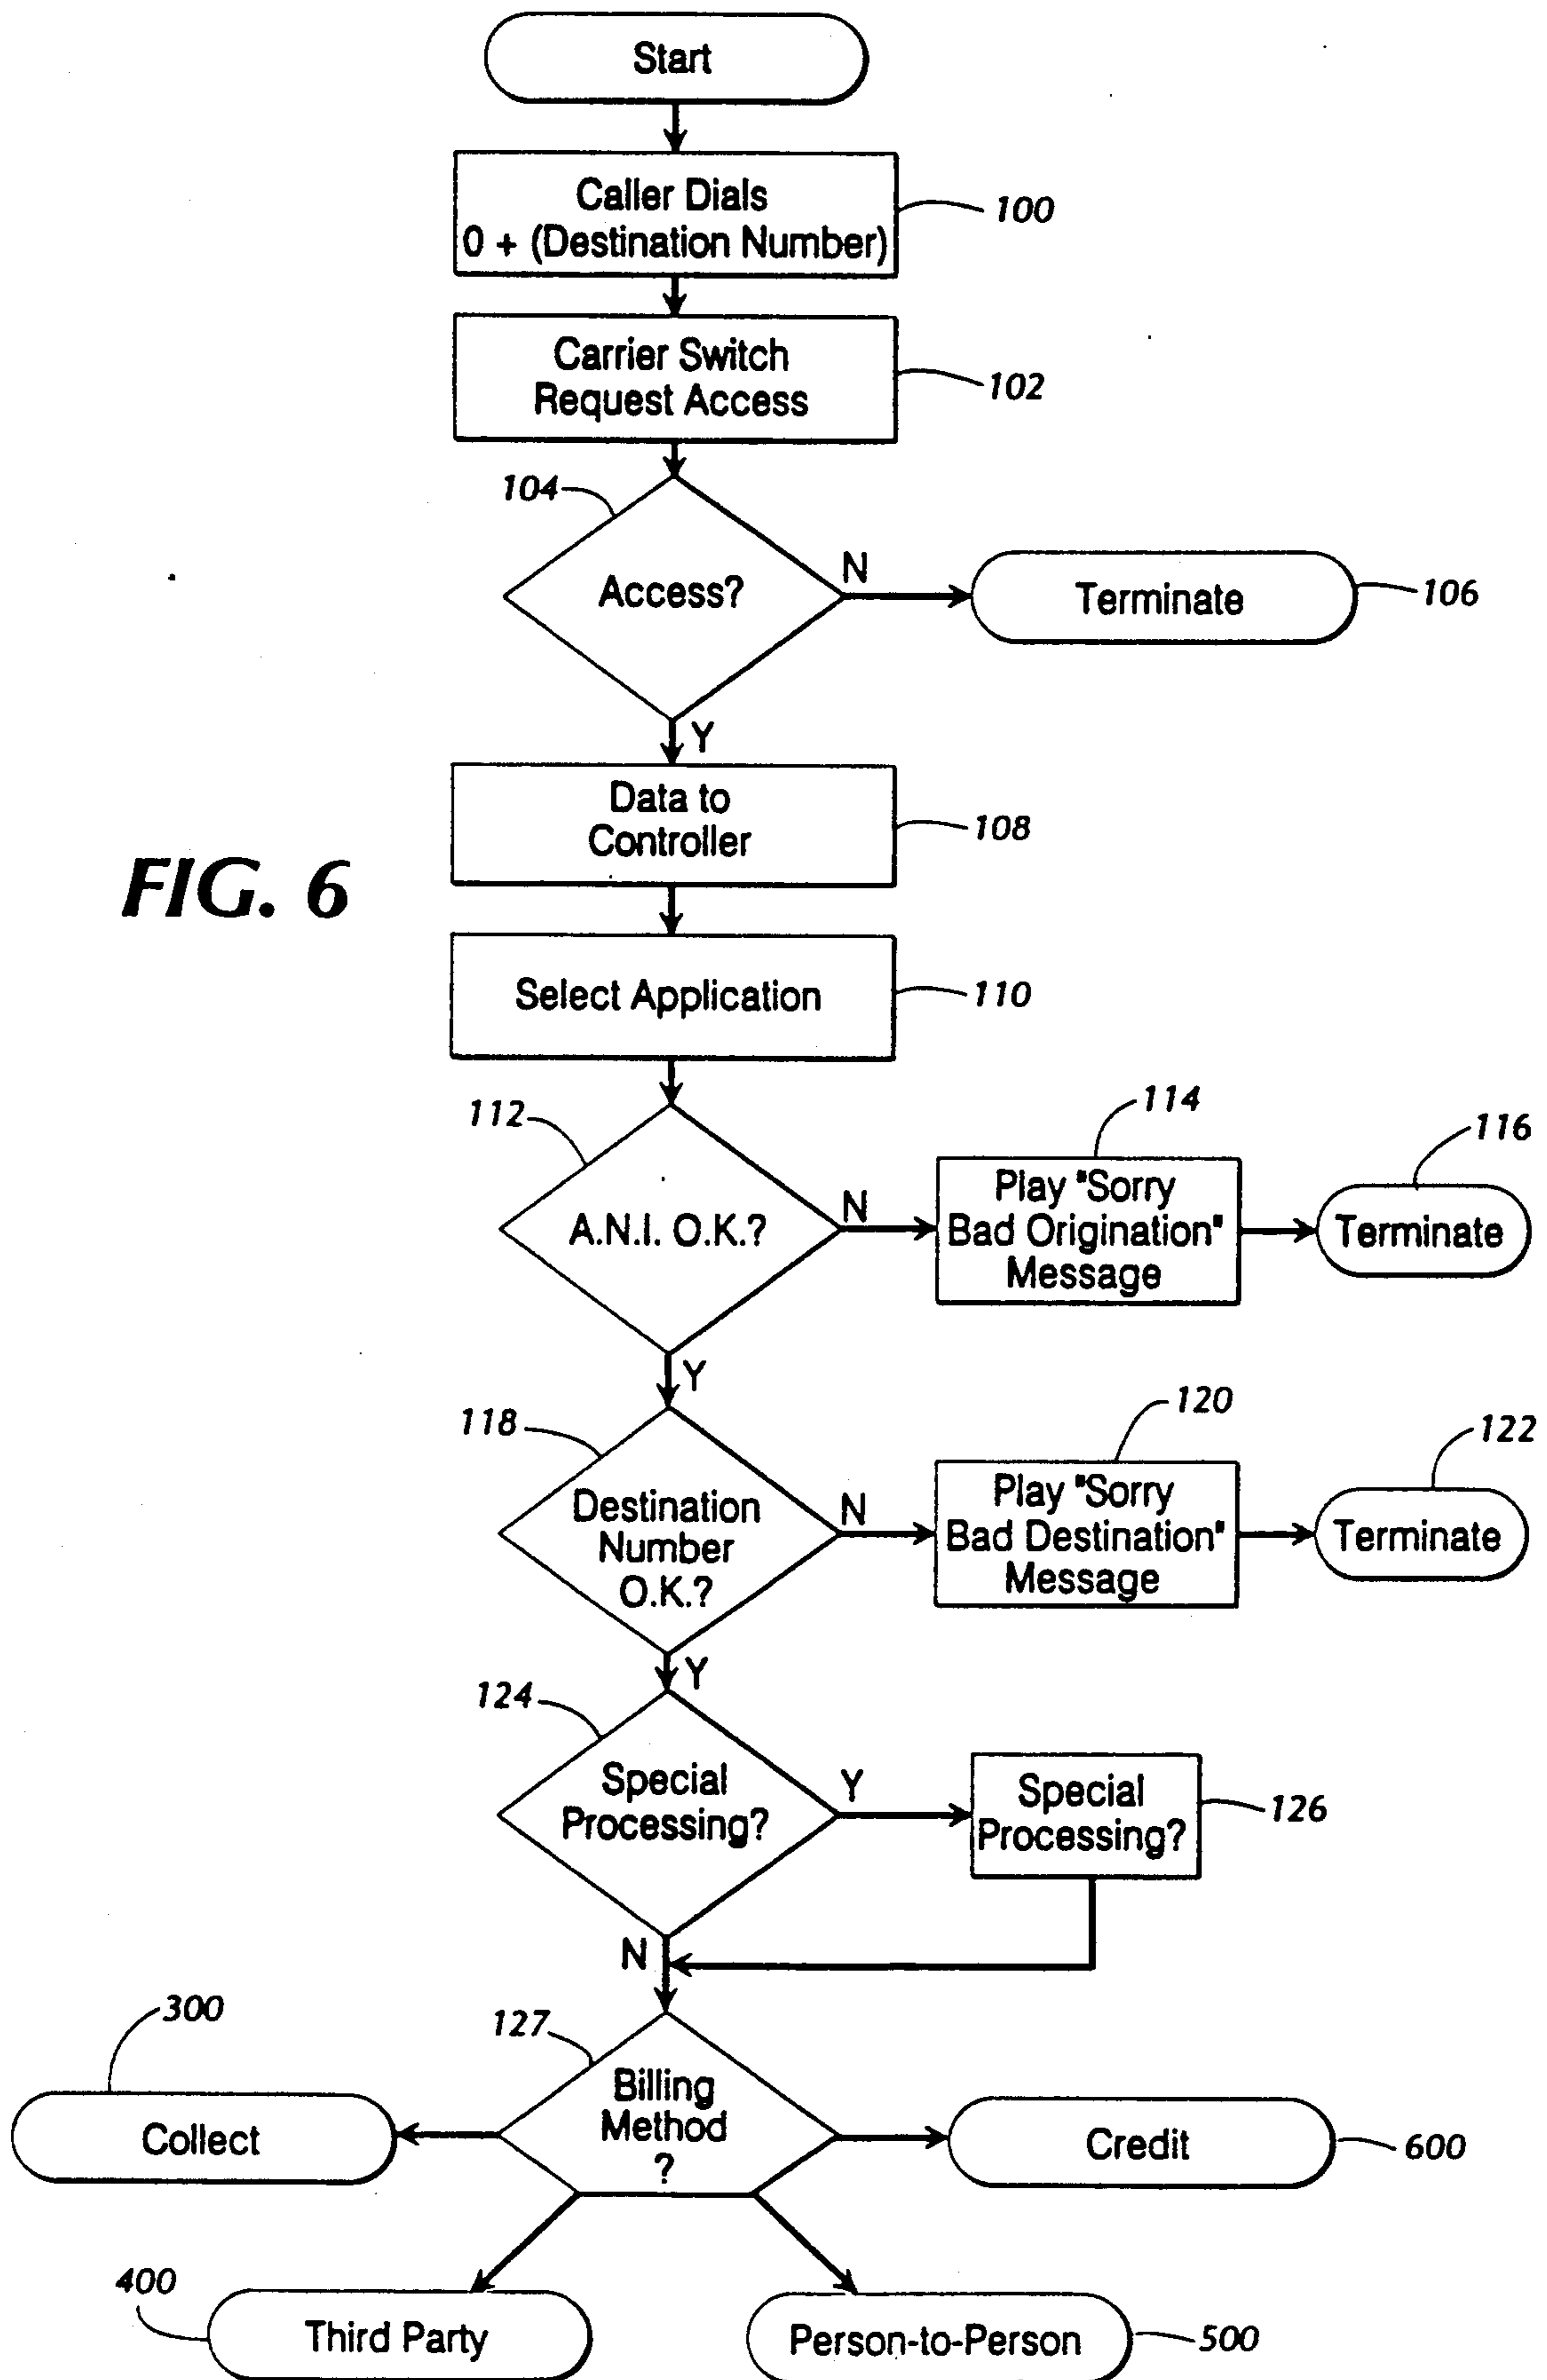 Start
Caller Dials
0 + (Destination Number)
100
Carrier Switch
Request Access
102
104
Access?
N
Terminate
106
Y
Data to
Controller
108
FIG. 6
Select Application
110
112
A.N.I. O.K.?
N
114
Play "Sorry
Bad Origination"
Message
116
Terminate
Y
118
Destination
Number
O.K.?
N
120
Play "Sorry
Bad Destination"
Message
122
Terminate
Y
124
Special
Processing?
Y
Special
Processing?
126
N
127
Billing
Method
?
300
Collect
Credit
600
400
Third Party
Person-to-Person
500